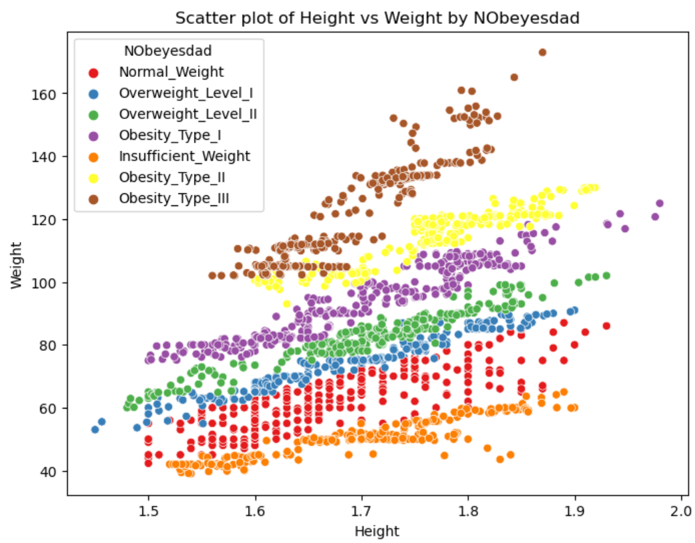 Scatter plot of Height vs Weight by NObeyesdad
NObeyesdad
Normal_Weight
Overweight_Level_I
Overweight_Level_II
Obesity_Type_I
Insufficient_Weight
Obesity_Type_II
Obesity_Type_III
160
140
120
100
80
60
40
Weight
1.5 1.6 1.7 1.8 1.9 2.0
Height